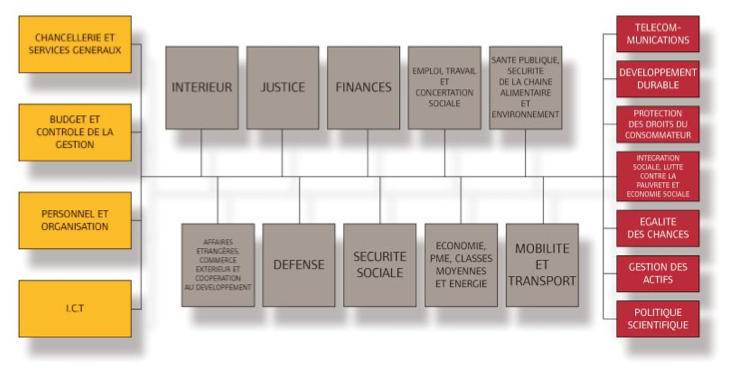 CHANCELLERIE ET
SERVICES GENERAUX
BUDGET ET
CONTROLE DE LA
GESTION
PERSONNEL ET
ORGANISATION
I.C.T
INTERIEUR
JUSTICE
FINANCES
EMPLOI, TRAVAIL
ET
CONCERTATION
SOCIALE
SANTE PUBLIQUE,
SECURITE
DE LA CHAINE
ALIMENTAIRE
ET
ENVIRONNEMENT
AFFAIRES
ETRANGÈRES,
COMMERCE
EXTERIEUR ET
COOPERATION
AU DEVELOPPEMENT
DEFENSE
SECURITE
SOCIALE
ECONOMIE,
PME, CLASSES
MOYENNES
ET ENERGIE
MOBILITE
ET
TRANSPORT
TELECOM-
MUNICATIONS
DEVELOPPEMENT
DURABLE
PROTECTION
DES DROITS DU
CONSOMMATEUR
INTEGRATION
SOCIALE, LUTTE
CONTRE LA
PAUVRETE ET
ECONOMIE SOCIALE
EGALITE
DES CHANCES
GESTION DES
ACTIFS
POLITIQUE
SCIENTIFIQUE